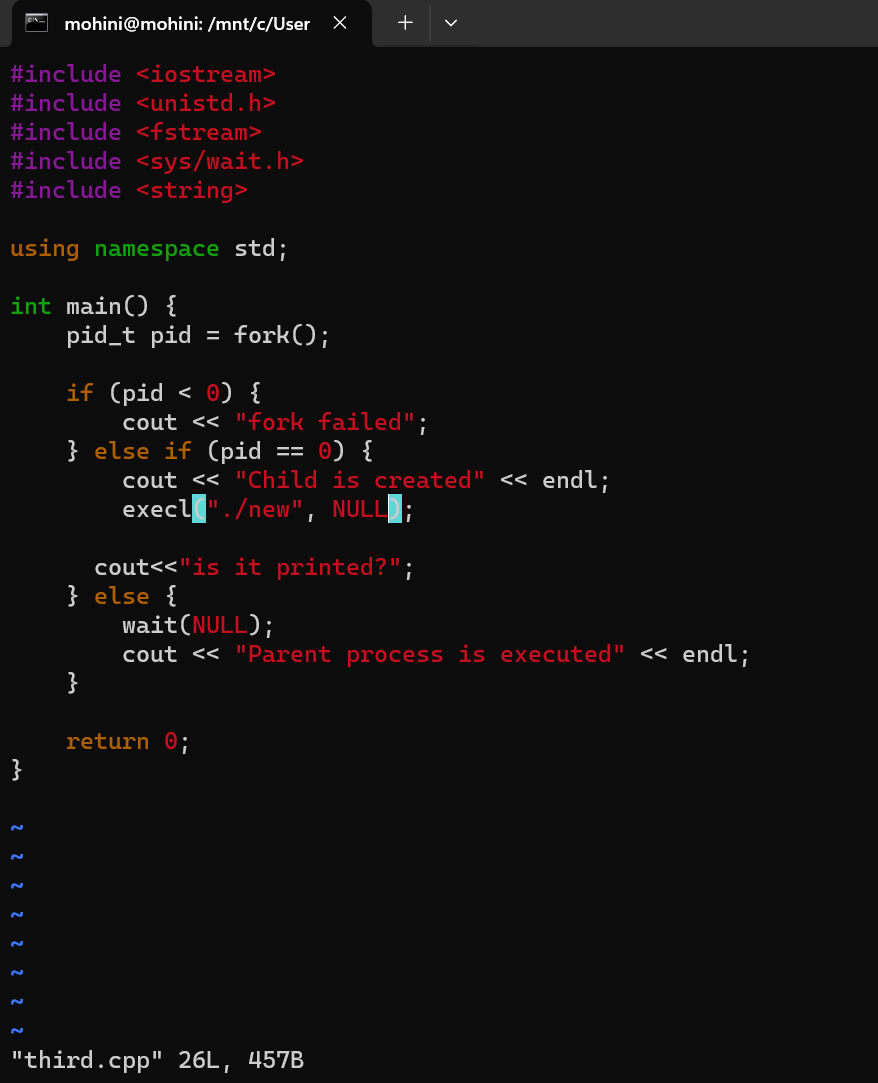 mohini@mohini: /mnt/c/User
#include <iostream>
#include <unistd.h>
#include <fstream>
#include <sys/wait.h>
#include <string>
using namespace std;
int main() {
    pid_t pid = fork();
    if (pid < 0) {
        cout << "fork failed";
    } else if (pid == 0) {
        cout << "Child is created" << endl;
        execl("./new", NULL);
      cout<<"is it printed?";
    } else {
        wait(NULL);
        cout << "Parent process is executed" << endl;
    }
    return 0;
}
~
~
~
~
~
~
~
~
"third.cpp" 26L, 457B